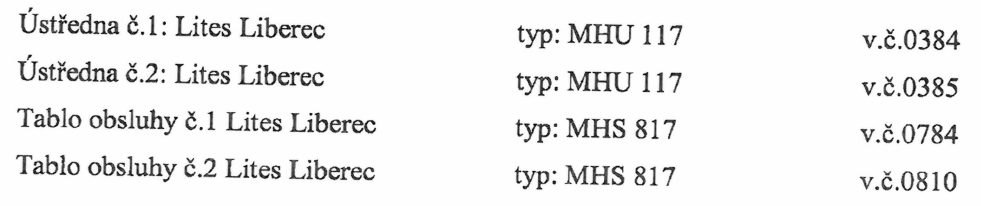 Ústředna č.1: Lites Liberec typ: MHU 117 v.č.0384
Ústředna č.2: Lites Liberec typ: MHU 117 v.č.0385
Tablo obsluhy č.1 Lites Liberec typ: MHS 817 v.č.0784
Tablo obsluhy č.2 Lites Liberec typ: MHS 817 v.č.0810